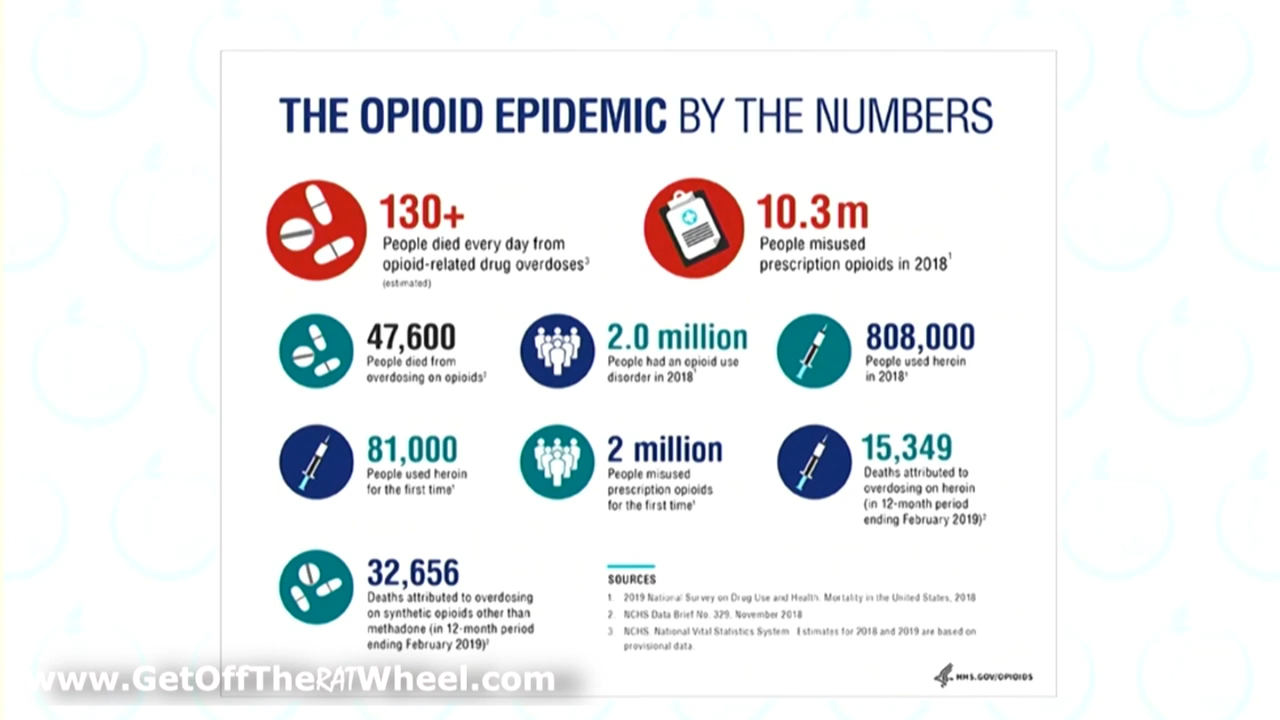 THE OPIOID EPIDEMIC BY THE NUMBERS
130+
People died every day from
opioid-related drug overdoses³
(estimated)
10.3 m
People misused
prescription opioids in 2018¹
47,600
People died from
overdosing on opioids²
2.0 million
People had an opioid use
disorder in 2018¹
808,000
People used heroin
in 2018¹
81,000
People used heroin
for the first time¹
2 million
People misused
prescription opioids
for the first time¹
15,349
Deaths attributed to
overdosing on heroin
(in 12-month period
ending February 2019)²
32,656
Deaths attributed to overdosing
on synthetic opioids other than
methadone (in 12-month period
ending February 2019)²
SOURCES
1. 2019 National Survey on Drug Use and Health. Mortality in the United States, 2018
2. NCHS Data Brief No. 329, November 2018
3 NCHS. National Vital Statistics System. Estimates for 2018 and 2019 are based on
provisional data.
www.GetOffTheRATWheel.com
HHS.GOV/OPIOIDS